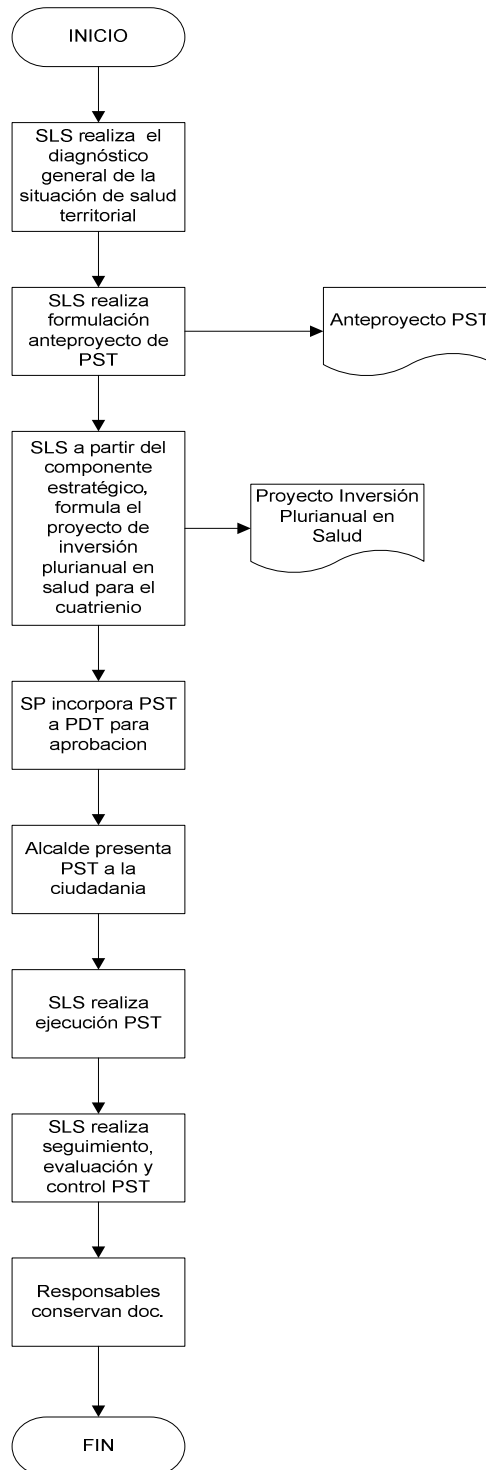 INICIO
SLS realiza el
diagnóstico
general de la
situación de salud
territorial
SLS realiza
formulación
anteproyecto de
PST
Anteproyecto PST
SLS a partir del
componente
estratégico,
formula el
proyecto de
inversión
plurianual en
salud para el
cuatrienio
Proyecto Inversión
Plurianual en
Salud
SP incorpora PST
a PDT para
aprobacion
Alcalde presenta
PST a la
ciudadania
SLS realiza
ejecución PST
SLS realiza
seguimiento,
evaluación y
control PST
Responsables
conservan doc.
FIN